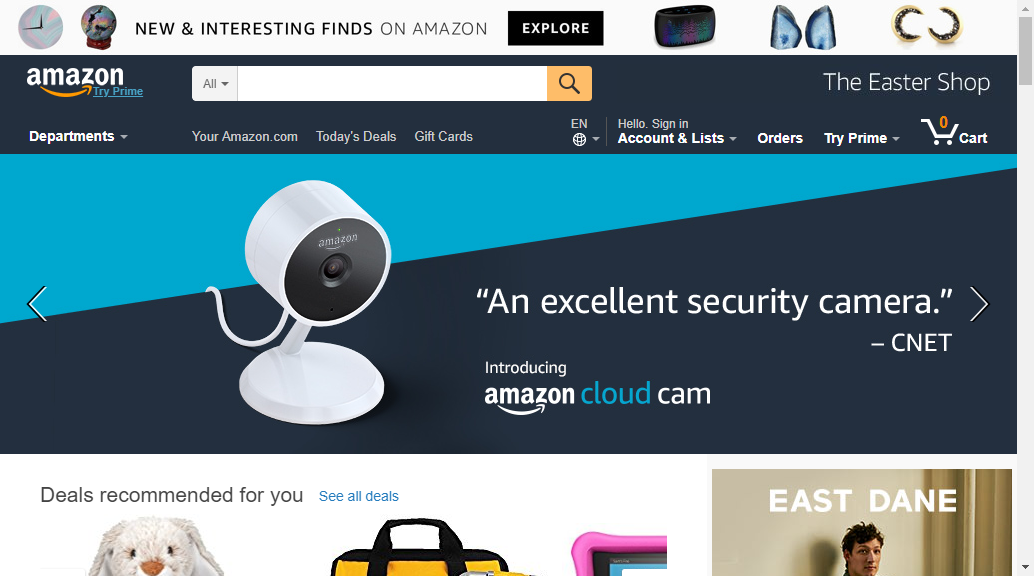 NEW & INTERESTING FINDS ON AMAZON EXPLORE
amazon
Try Prime
All
The Easter Shop
Departments
Your Amazon.com Today's Deals Gift Cards
EN
Hello. Sign in
Account & Lists
Orders
Try Prime
0
Cart
amazon
“An excellent security camera.”
– CNET
Introducing
amazon cloud cam
Deals recommended for you See all deals
EAST DANE